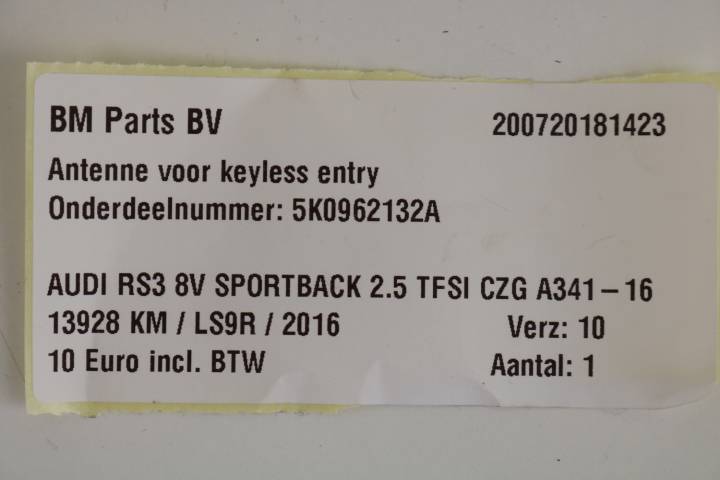 BM Parts BV 200720181423
Antenne voor keyless entry
Onderdeelnummer: 5K0962132A
AUDI RS3 8V SPORTBACK 2.5 TFSI CZG A341-16
13928 KM / LS9R / 2016 Verz: 10
10 Euro incl. BTW Aantal: 1